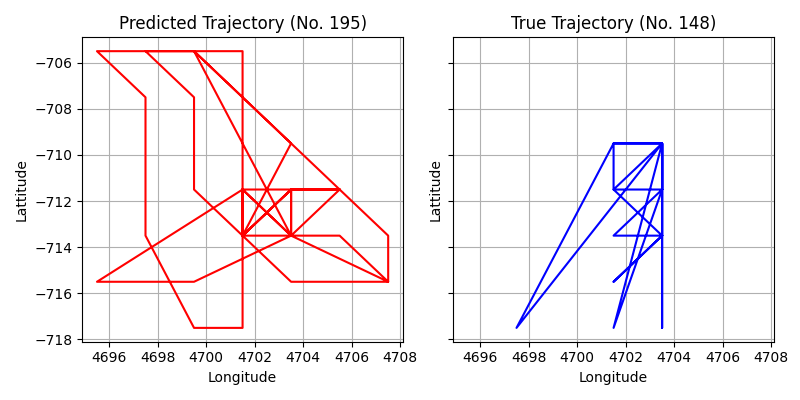 Predicted Trajectory (No. 195)
True Trajectory (No. 148)
−706
−708
−710
−712
−714
−716
−718
Lattitude
Lattitude
4696 4698 4700 4702 4704 4706 4708
4696 4698 4700 4702 4704 4706 4708
Longitude
Longitude